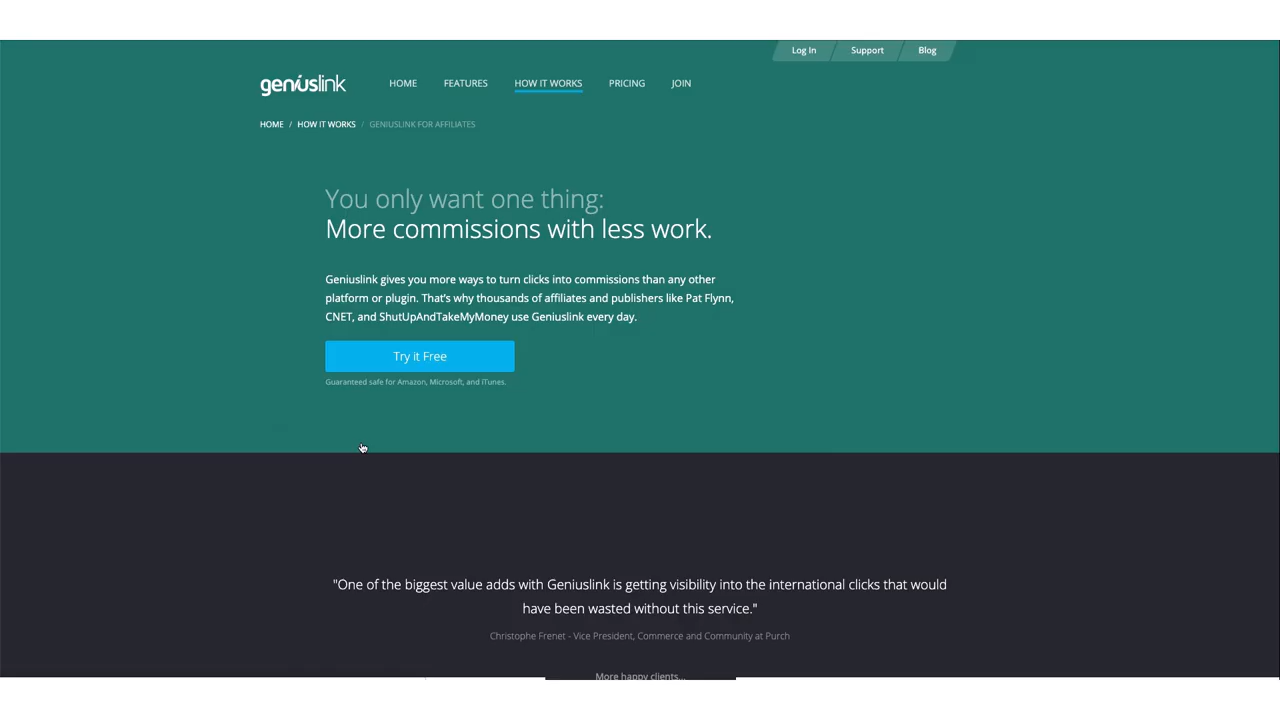 Log In Support Blog
geniuslink HOME FEATURES HOW IT WORKS PRICING JOIN
HOME / HOW IT WORKS / GENIUSLINK FOR AFFILIATES
You only want one thing:
More commissions with less work.
Geniuslink gives you more ways to turn clicks into commissions than any other
platform or plugin. That's why thousands of affiliates and publishers like Pat Flynn,
CNET, and ShutUpAndTakeMyMoney use Geniuslink every day.
Try it Free
Guaranteed safe for Amazon, Microsoft, and iTunes.
"One of the biggest value adds with Geniuslink is getting visibility into the international clicks that would
have been wasted without this service."
Christophe Frenet - Vice President, Commerce and Community at Purch
More happy clients...